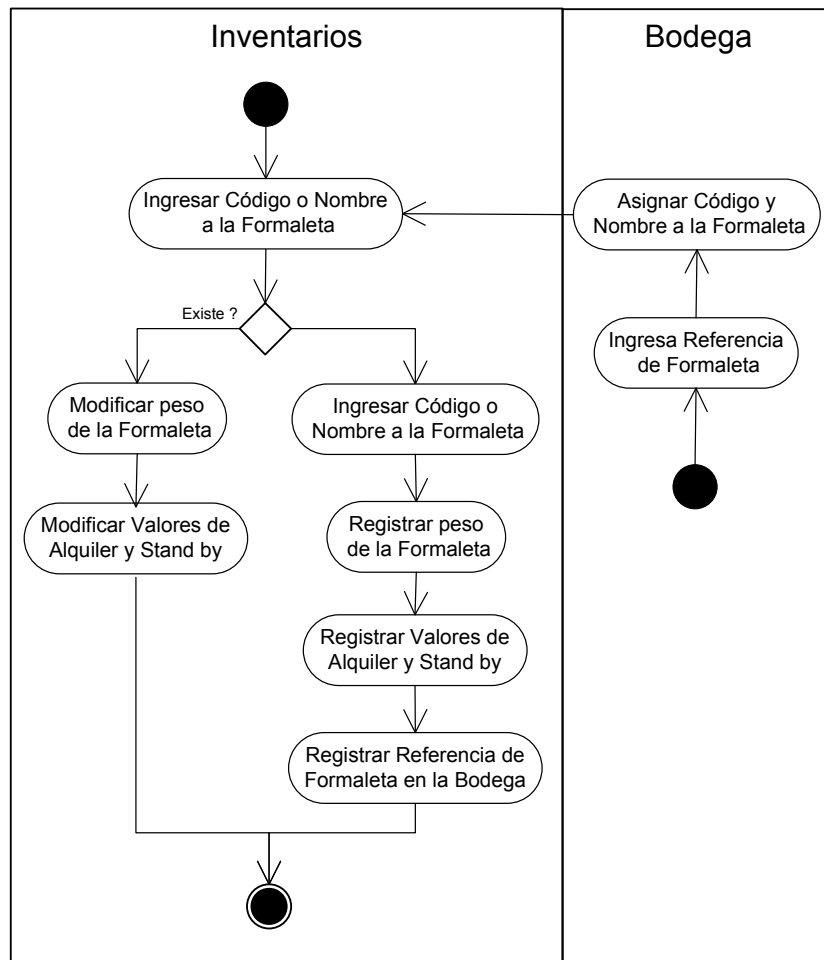 Inventarios
Bodega
Ingresar Código o Nombre
a la Formaleta
Asignar Código y
Nombre a la Formaleta
Existe ?
Ingresa Referencia
de Formaleta
Modificar peso
de la Formaleta
Ingresar Código o
Nombre a la Formaleta
Modificar Valores de
Alquiler y Stand by
Registrar peso
de la Formaleta
Registrar Valores de
Alquiler y Stand by
Registrar Referencia de
Formaleta en la Bodega